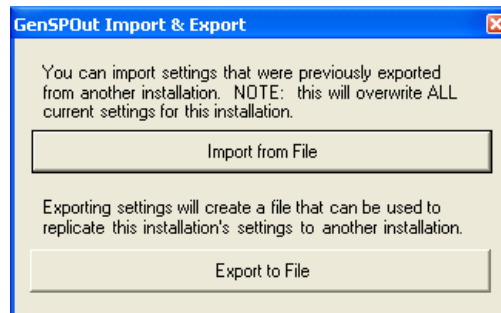 GenSPOut Import & Export
You can import settings that were previously exported
from another installation. NOTE: this will overwrite ALL
current settings for this installation.
Import from File
Exporting settings will create a file that can be used to
replicate this installation's settings to another installation.
Export to File